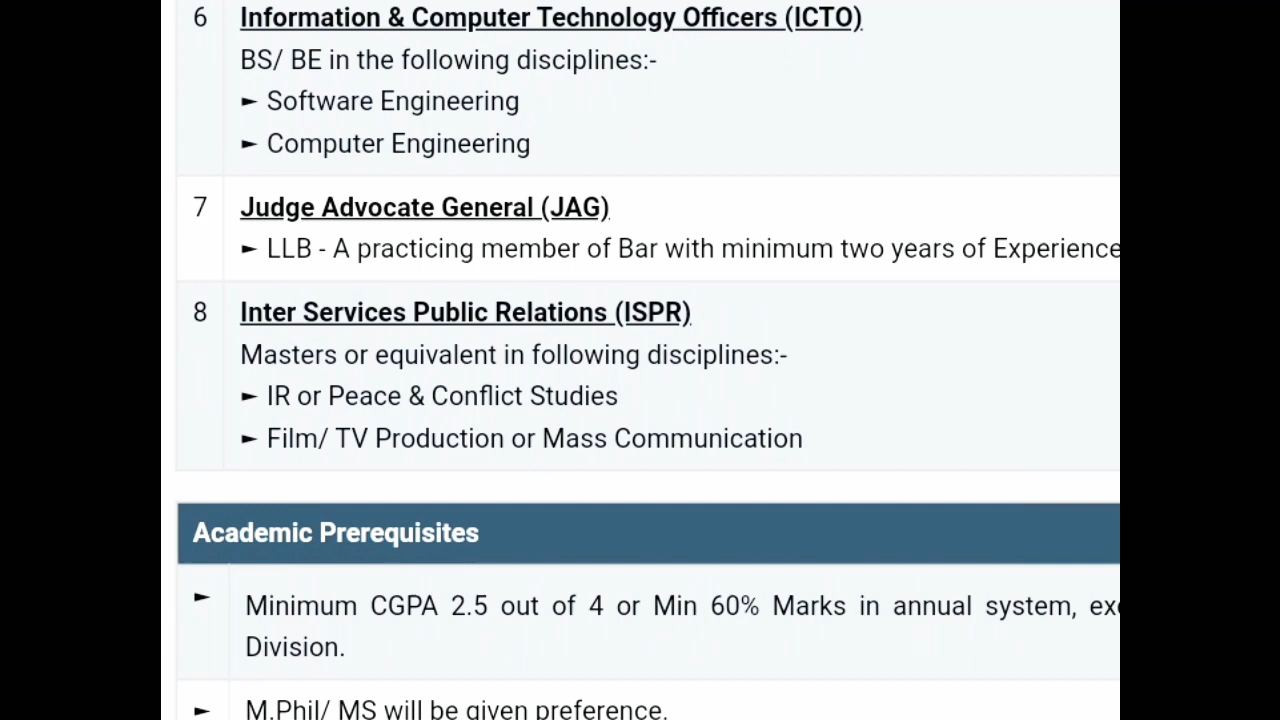 6 Information & Computer Technology Officers (ICTO)
BS/ BE in the following disciplines:-
► Software Engineering
► Computer Engineering
7 Judge Advocate General (JAG)
► LLB - A practicing member of Bar with minimum two years of Experience
8 Inter Services Public Relations (ISPR)
Masters or equivalent in following disciplines:-
► IR or Peace & Conflict Studies
► Film/ TV Production or Mass Communication
Academic Prerequisites
► Minimum CGPA 2.5 out of 4 or Min 60% Marks in annual system,
Division.
► M.Phil/ MS will be given preference.